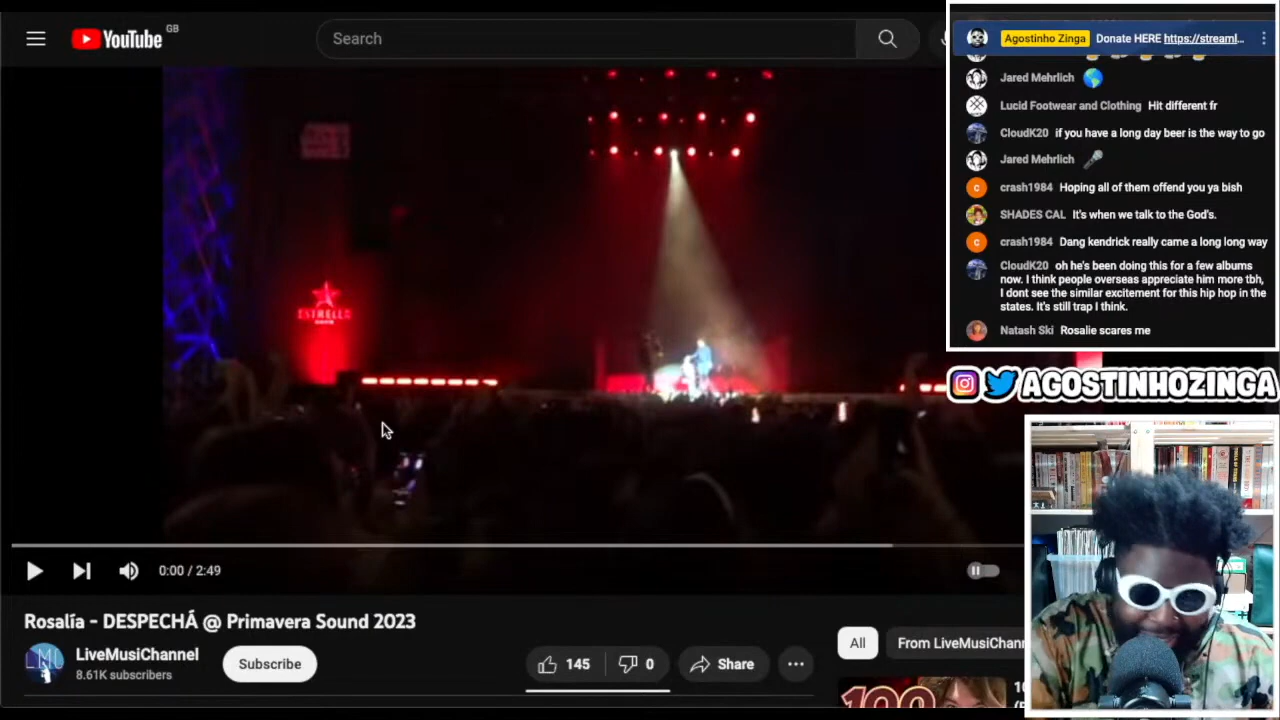 YouTube GB
Search
Agostinho Zinga Donate HERE https://streaml...
Jared Mehrlich
Lucid Footwear and Clothing Hit different fr
CloudK20 if you have a long day beer is the way to go
Jared Mehrlich
crash1984 Hoping all of them offend you ya bish
SHADES CAL It's when we talk to the God's.
crash1984 Dang kendrick really came a long long way
CloudK20 oh he's been doing this for a few albums
now. I think people overseas appreciate him more tbh,
I dont see the similar excitement for this hip hop in the
states. It's still trap I think.
Natash Ski Rosalie scares me
ESTRELLA
AGOSTINHOZINGA
0:00 / 2:49
Rosalía - DESPECHÁ @ Primavera Sound 2023
LiveMusiChannel
8.61K subscribers
Subscribe
145
0
Share
All
From LiveMusiChann
100